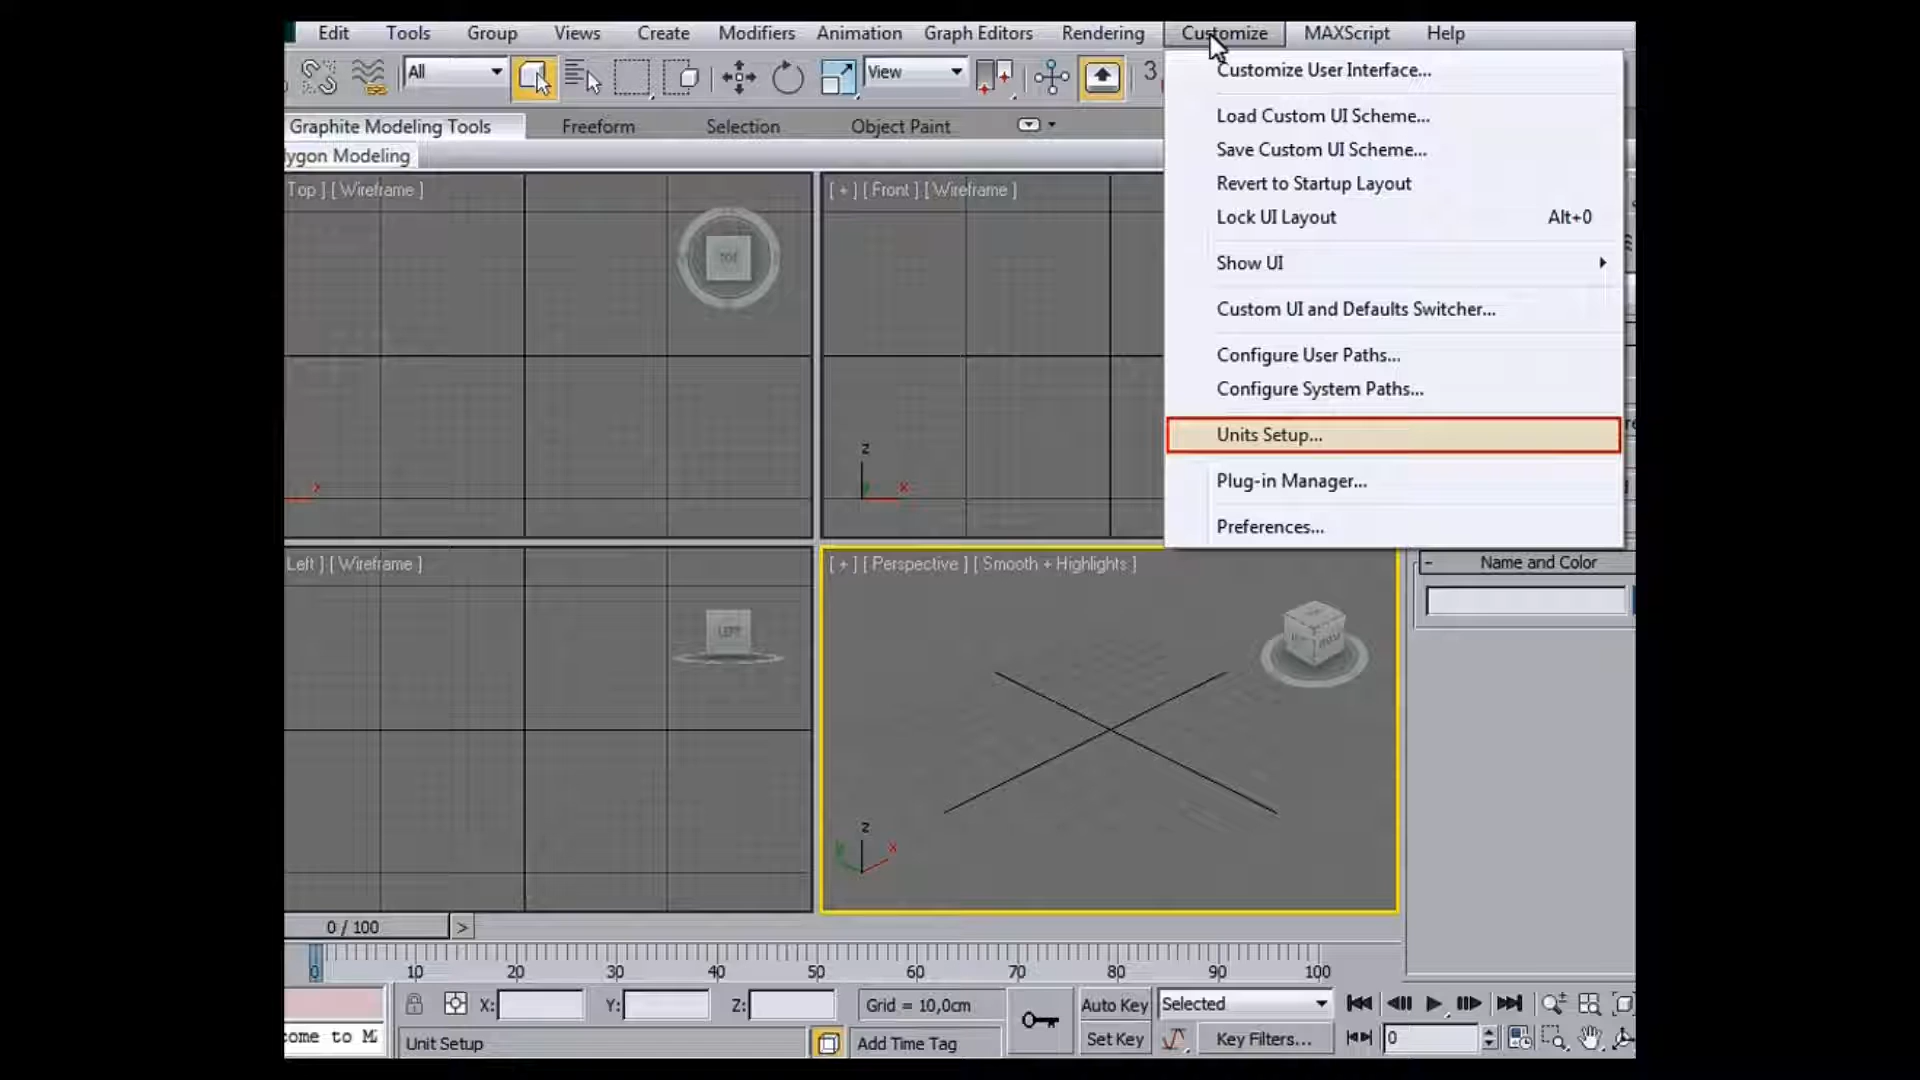 Edit Tools Group Views Create Modifiers Animation Graph Editors Rendering Customize MAXScript Help
All View 3
Graphite Modeling Tools Freeform Selection Object Paint
lygon Modeling
Top ] [ Wireframe ] [ + ] [ Front ] [ Wireframe ]
TOP
Customize User Interface...
Load Custom UI Scheme...
Save Custom UI Scheme...
Revert to Startup Layout
Lock UI Layout Alt+0
Show UI
Custom UI and Defaults Switcher...
Configure User Paths...
Configure System Paths...
Units Setup...
Plug-in Manager...
Preferences...
x
z
x
Left ] [ Wireframe ] [ + ] [ Perspective ] [ Smooth + Highlights ]
LEFT
Name and Color
z
x
0 / 100 >
0 10 20 30 40 50 60 70 80 90 100
X: Y: Z: Grid = 10,0cm Auto Key Selected
come to M
Unit Setup Add Time Tag Set Key Key Filters... 0